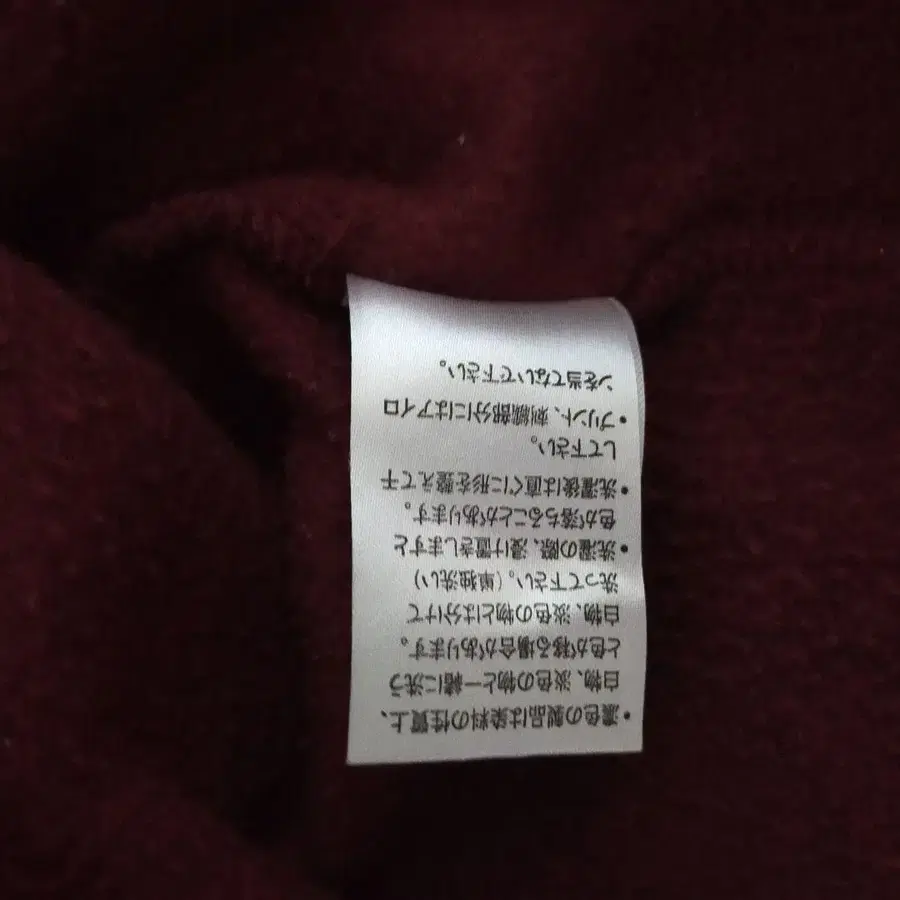 ・濃色の製品は染料の性質上、
白物、淡色の物と一緒に洗う
と色が移る場合があります。
白物、淡色の物とは分けて
洗って下さい。(単独洗い)
・洗濯の際、浸け置きしますと
色が落ちることがあります。
・洗濯後は直ぐに形を整えて干
して下さい。
・プリント、刺繍部分にはアイロ
ンを当てないで下さい。